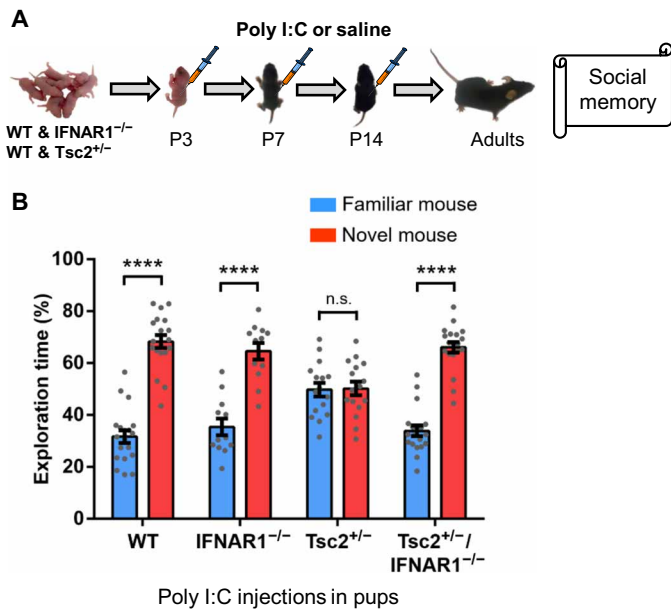 A
Poly I:C or saline
WT & IFNAR1⁻/⁻
WT & Tsc2⁺/⁻
P3
P7
P14
Adults
Social
memory
B
Familiar mouse
Novel mouse
Exploration time (%)
100
80
60
40
20
0
****
****
n.s.
****
WT
IFNAR1⁻/⁻
Tsc2⁺/⁻
Tsc2⁺/⁻/
IFNAR1⁻/⁻
Poly I:C injections in pups